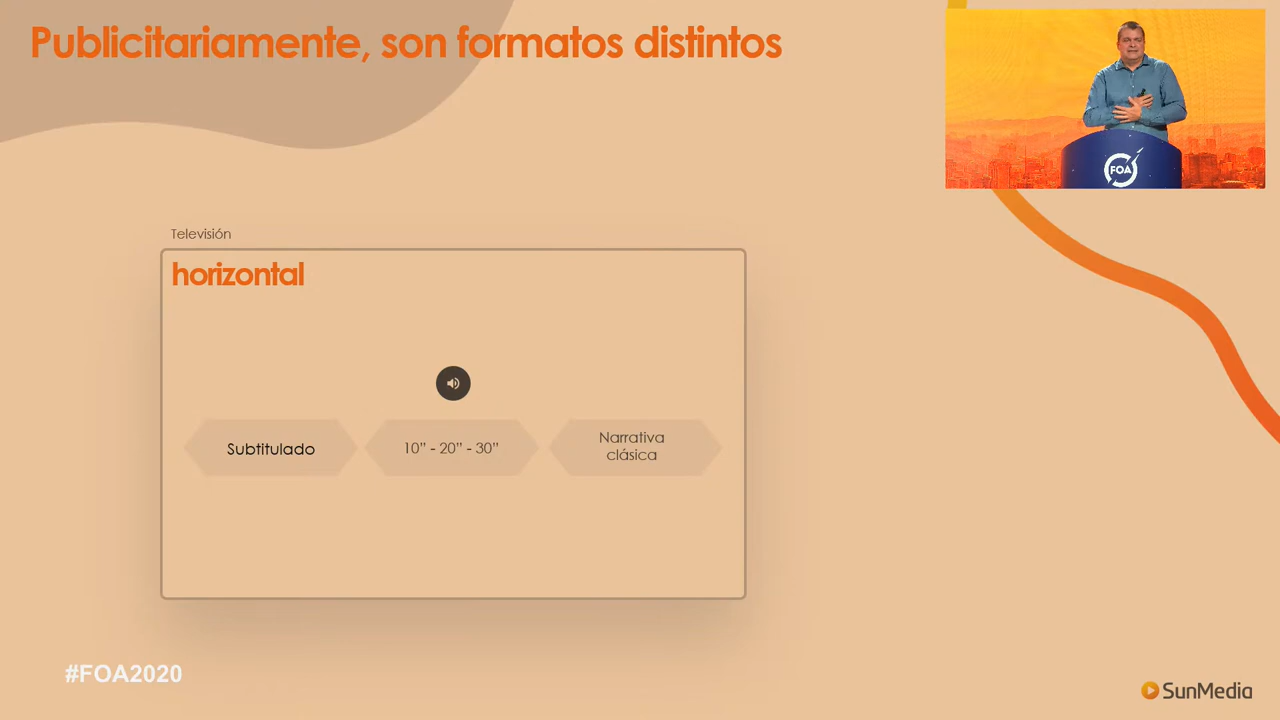 Publicitariamente, son formatos distintos
FOA
Televisión
horizontal
Subtitulado
10” - 20” - 30”
Narrativa
clásica
#FOA2020
SunMedia